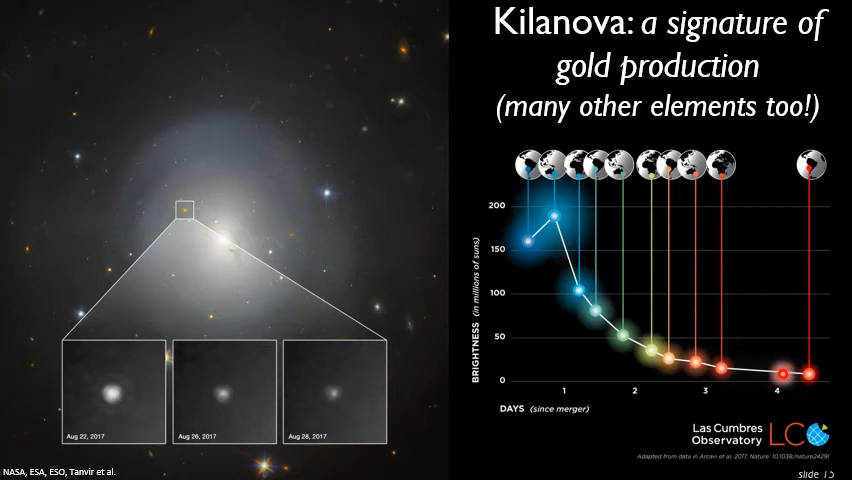 Kilanova: a signature of
gold production
(many other elements too!)
200
150
100
50
0
BRIGHTNESS (in millions of suns)
1
2
3
4
DAYS (since merger)
Las Cumbres
Observatory
LCO
Adapted from data in Arcavi et al. 2017, Nature: 10.1038/nature24291
Aug 22, 2017
Aug 26, 2017
Aug 28, 2017
NASA, ESA, ESO, Tanvir et al.
slide 15